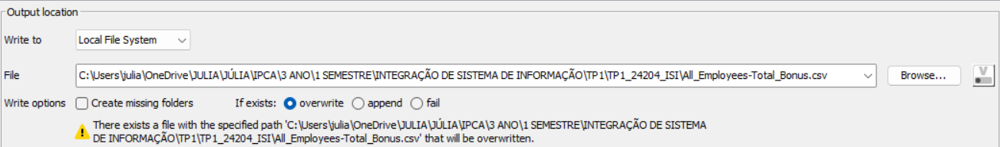 Output location
Write to Local File System
File C:\Users\julia\OneDrive\JULIA\JÚLIA\IPCA\3 ANO\1 SEMESTRE\INTEGRAÇÃO DE SISTEMA DE INFORMAÇÃO\TP1\TP1_24204_ISI\All_Employees-Total_Bonus.csv Browse... V
Write options Create missing folders If exists: overwrite append fail
There exists a file with the specified path 'C:\Users\julia\OneDrive\JULIA\JÚLIA\IPCA\3 ANO\1 SEMESTRE\INTEGRAÇÃO DE SISTEMA
DE INFORMAÇÃO\TP1\TP1_24204_ISI\All_Employees-Total_Bonus.csv' that will be overwritten.